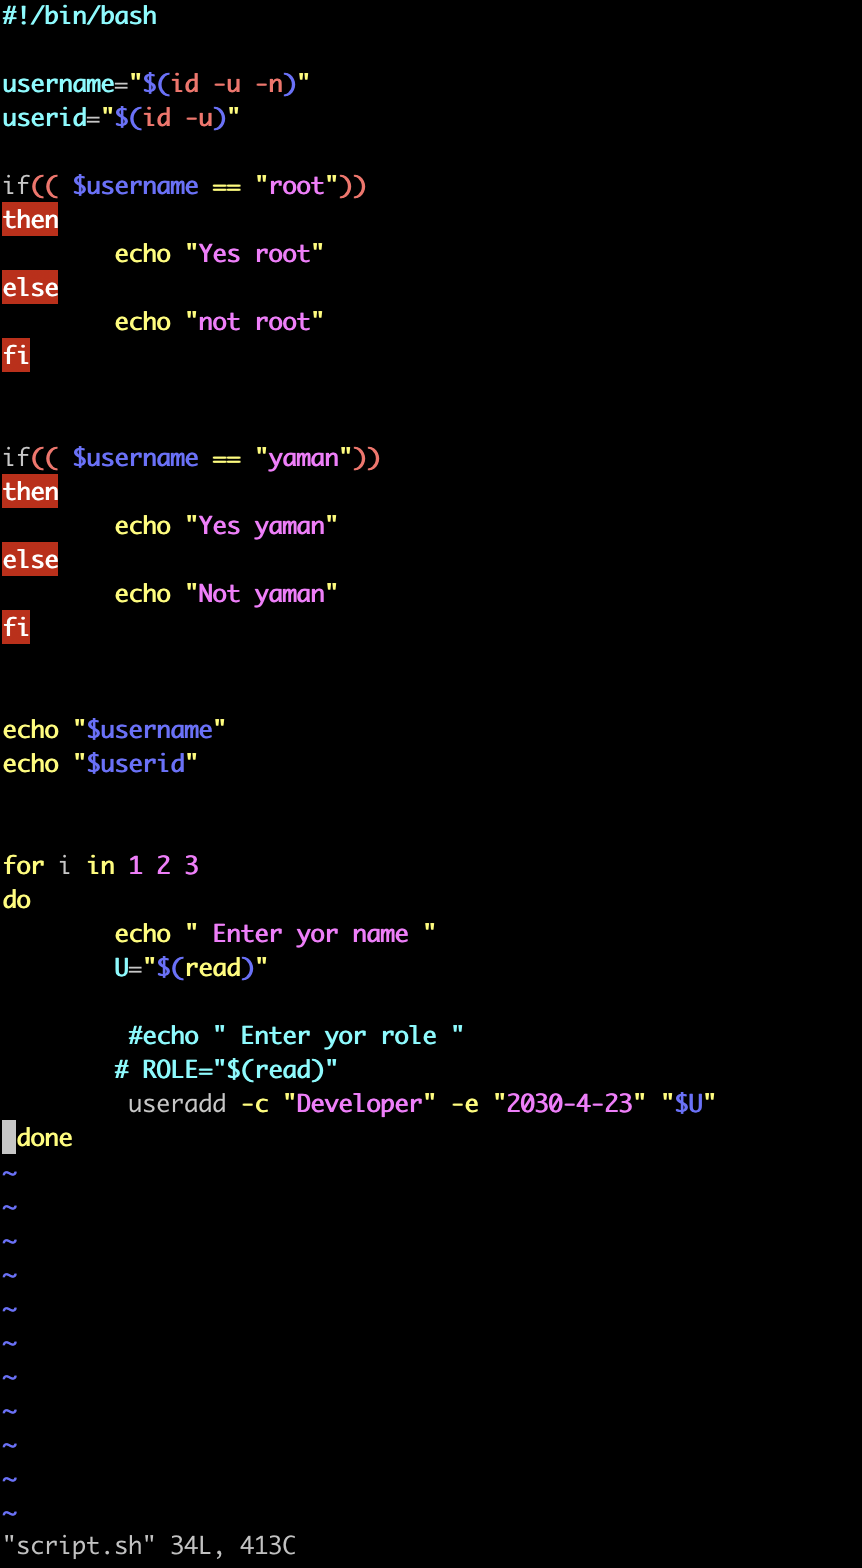 #!/bin/bash
username="$(id -u -n)"
userid="$(id -u)"
if(( $username == "root"))
then
echo "Yes root"
else
echo "not root"
fi
if(( $username == "yaman"))
then
echo "Yes yaman"
else
echo "Not yaman"
fi
echo "$username"
echo "$userid"
for i in 1 2 3
do
echo " Enter yor name "
U="$(read)"
#echo " Enter yor role "
# ROLE="$(read)"
useradd -c "Developer" -e "2030-4-23" "$U"
done
~
~
~
~
~
~
~
~
~
~
~
"script.sh" 34L, 413C